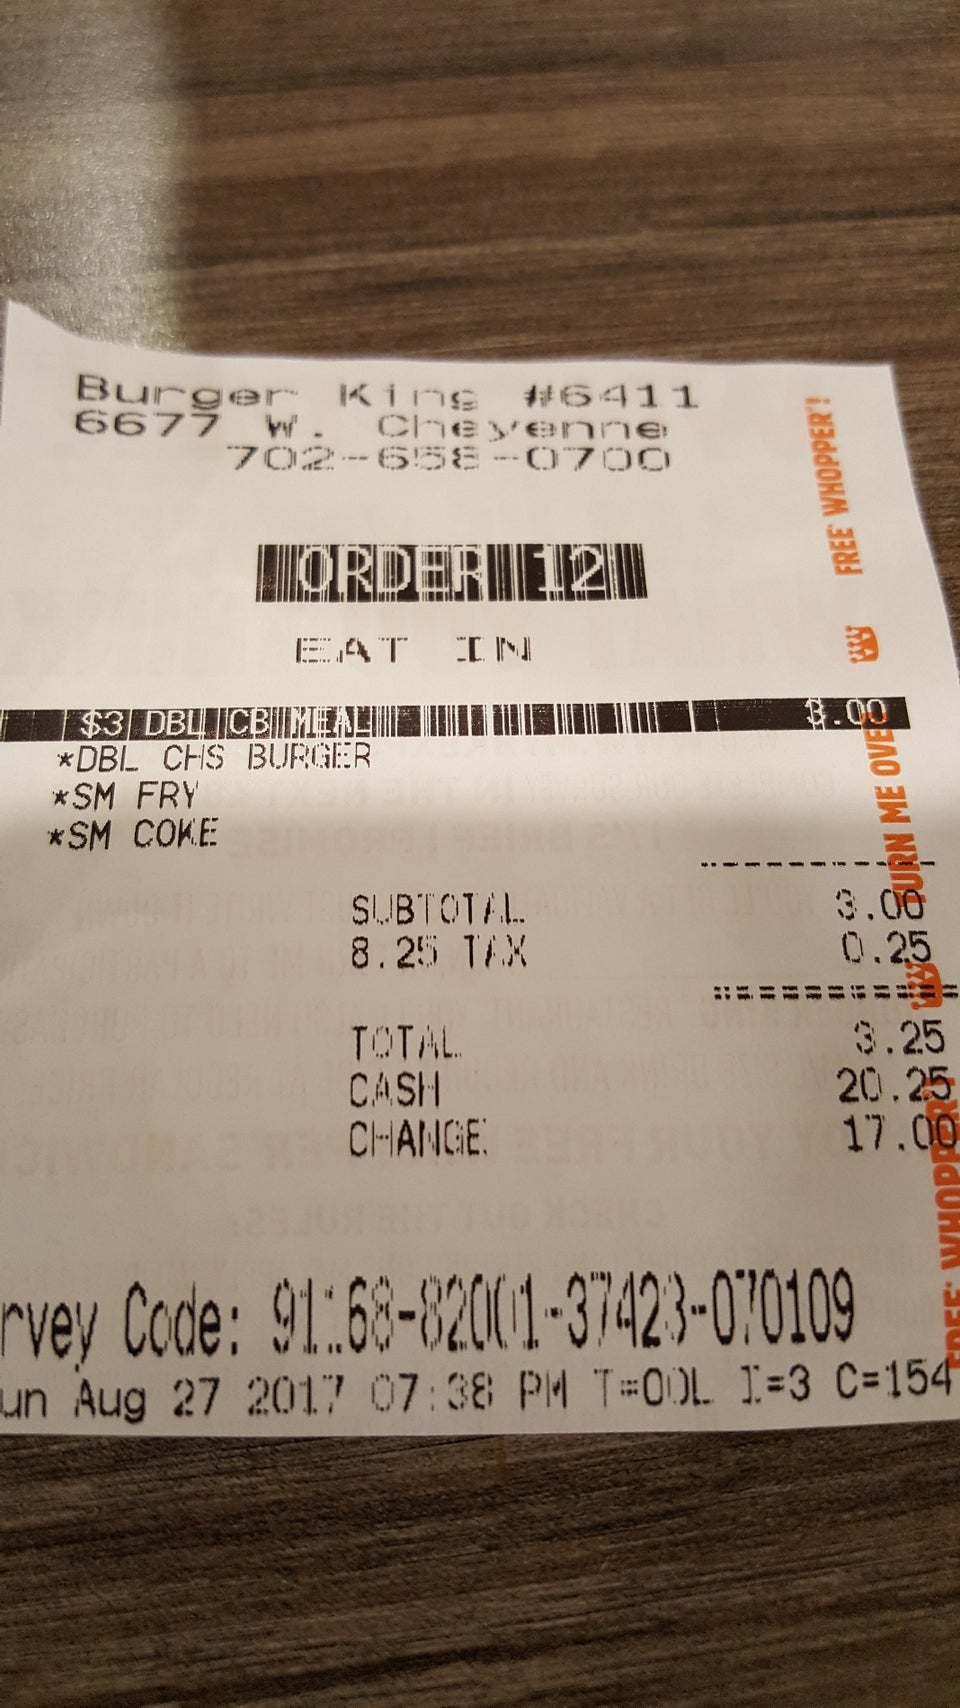 Burger King #6411
6677 W. Cheyenne
702-658-0700
ORDER 12
EAT IN
$3 DBL CB MEAL 3.00
*DBL CHS BURGER
*SM FRY
*SM COKE
SUBTOTAL 3.00
8.25 TAX 0.25
TOTAL 3.25
CASH 20.25
CHANGE 17.00
rvey Code: 91168-82001-37423-070109
un Aug 27 2017 07:38 PM T=00L I=3 C=154
FREE WHOPPER!
TURN ME OVER
FREE WHOPPER!